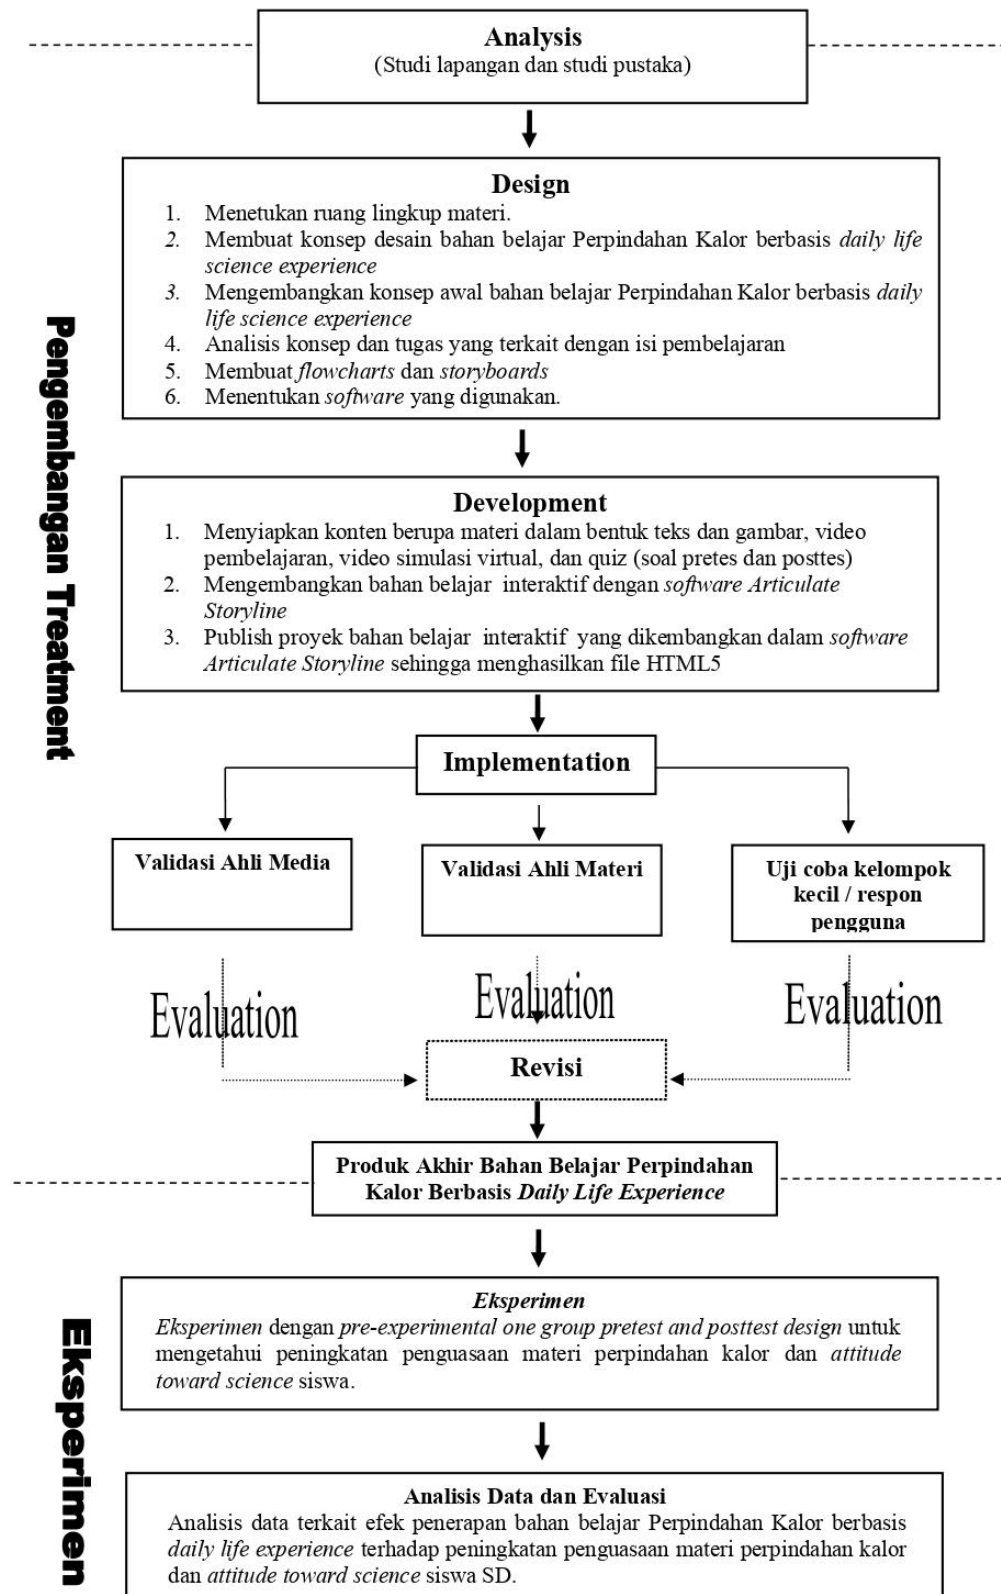 Analysis
(Studi lapangan dan studi pustaka)
Design
1. Menetukan ruang lingkup materi.
2. Membuat konsep desain bahan belajar Perpindahan Kalor berbasis daily life
science experience
3. Mengembangkan konsep awal bahan belajar Perpindahan Kalor berbasis daily
life science experience
4. Analisis konsep dan tugas yang terkait dengan isi pembelajaran
5. Membuat flowcharts dan storyboards
6. Menentukan software yang digunakan.
Pengembangan Treatment
Development
1. Menyiapkan konten berupa materi dalam bentuk teks dan gambar, video
pembelajaran, video simulasi virtual, dan quiz (soal pretes dan posttes)
2. Mengembangkan bahan belajar interaktif dengan software Articulate
Storyline
3. Publish proyek bahan belajar interaktif yang dikembangkan dalam software
Articulate Storyline sehingga menghasilkan file HTML5
Implementation
Validasi Ahli Media
Validasi Ahli Materi
Uji coba kelompok
kecil / respon
pengguna
Evaluation
Evaluation
Evaluation
Revisi
Produk Akhir Bahan Belajar Perpindahan
Kalor Berbasis Daily Life Experience
Eksperimen
Eksperimen
Eksperimen dengan pre-experimental one group pretest and posttest design untuk
mengetahui peningkatan penguasaan materi perpindahan kalor dan attitude
toward science siswa.
Analisis Data dan Evaluasi
Analisis data terkait efek penerapan bahan belajar Perpindahan Kalor berbasis
daily life experience terhadap peningkatan penguasaan materi perpindahan kalor
dan attitude toward science siswa SD.